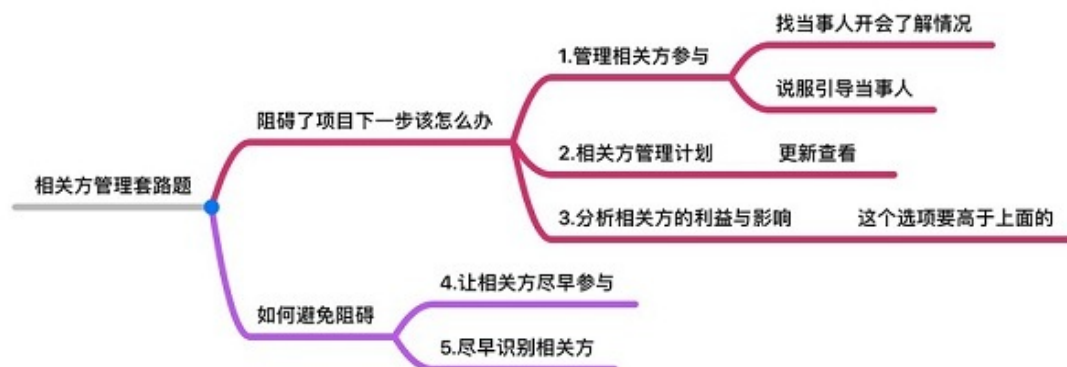 找当事人开会了解情况
1.管理相关方参与
说服引导当事人
阻碍了项目下一步该怎么办
2.相关方管理计划 更新查看
相关方管理套路题
3.分析相关方的利益与影响 这个选项要高于上面的
4.让相关方尽早参与
如何避免阻碍
5.尽早识别相关方